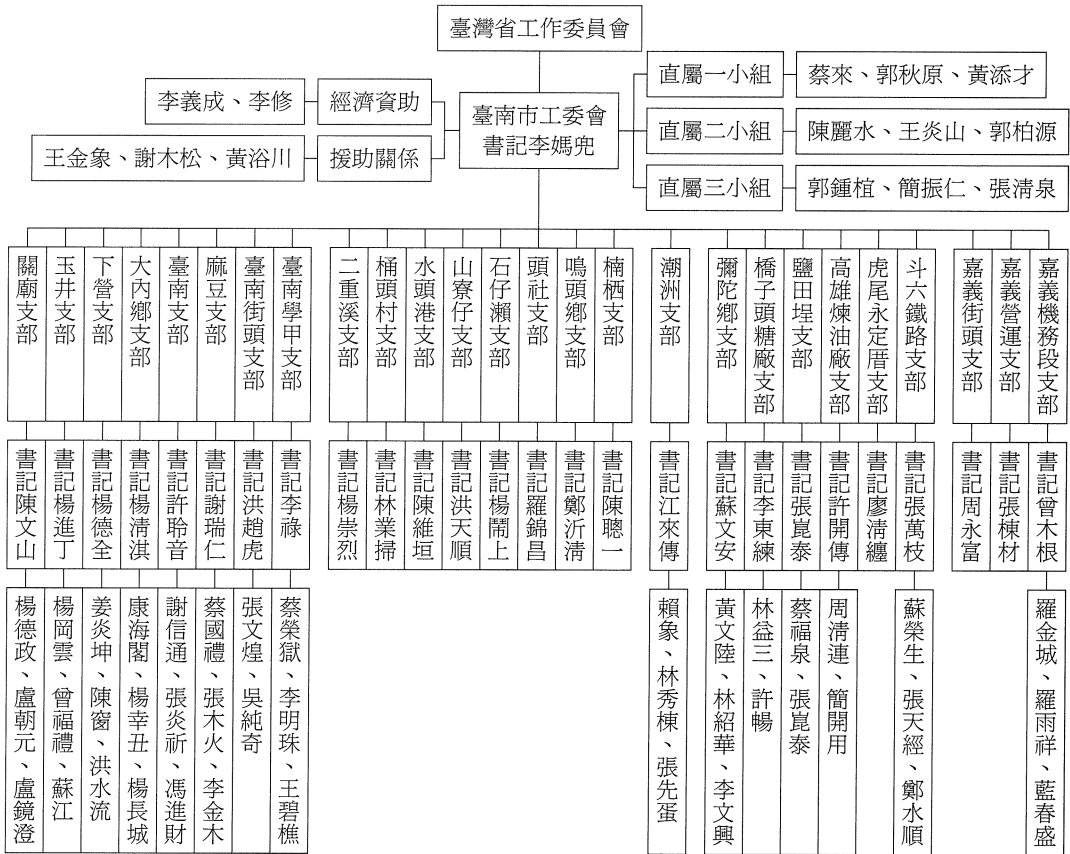 臺灣省工作委員會
李義成、李修
經濟資助
王金象、謝木松、黃浴川
援助關係
臺南市工委會
書記李媽兜
直屬一小組
蔡來、郭秋原、黃添才
直屬二小組
陳麗水、王炎山、郭柏源
直屬三小組
郭鍾楦、簡振仁、張淸泉
關廟支部
玉井支部
下營支部
大內鄉支部
臺南支部
麻豆支部
臺南街頭支部
臺南學甲支部
二重溪支部
桶頭村支部
水頭港支部
山寮仔支部
石仔瀨支部
頭社支部
鳴頭鄉支部
楠栖支部
潮洲支部
彌陀鄉支部
橋子頭糖廠支部
鹽田埕支部
高雄煉油廠支部
虎尾永定厝支部
斗六鐵路支部
嘉義街頭支部
嘉義營運支部
嘉義機務段支部
書記陳文山
書記楊進丁
書記楊德全
書記楊淸淇
書記許聆音
書記謝瑞仁
書記洪趙虎
書記李祿
書記楊崇烈
書記林業掃
書記陳維垣
書記洪天順
書記楊鬧上
書記羅錦昌
書記鄭沂淸
書記陳聰一
書記江來傳
書記蘇文安
書記李東練
書記張崑泰
書記許開傳
書記廖淸纏
書記張萬枝
書記周永富
書記張棟材
書記曾木根
楊德政、盧朝元、盧鏡澄
楊岡雲、曾福禮、蘇江
姜炎坤、陳窗、洪水流
康海閣、楊幸丑、楊長城
謝信通、張炎祈、馮進財
蔡國禮、張木火、李金木
張文煌、吳純奇
蔡榮獄、李明珠、王碧樵
賴象、林秀棟、張先蛋
黃文陸、林紹華、李文興
林益三、許暢
蔡福泉、張崑泰
周淸連、簡開用
蘇榮生、張天經、鄭水順
羅金城、羅雨祥、藍春盛